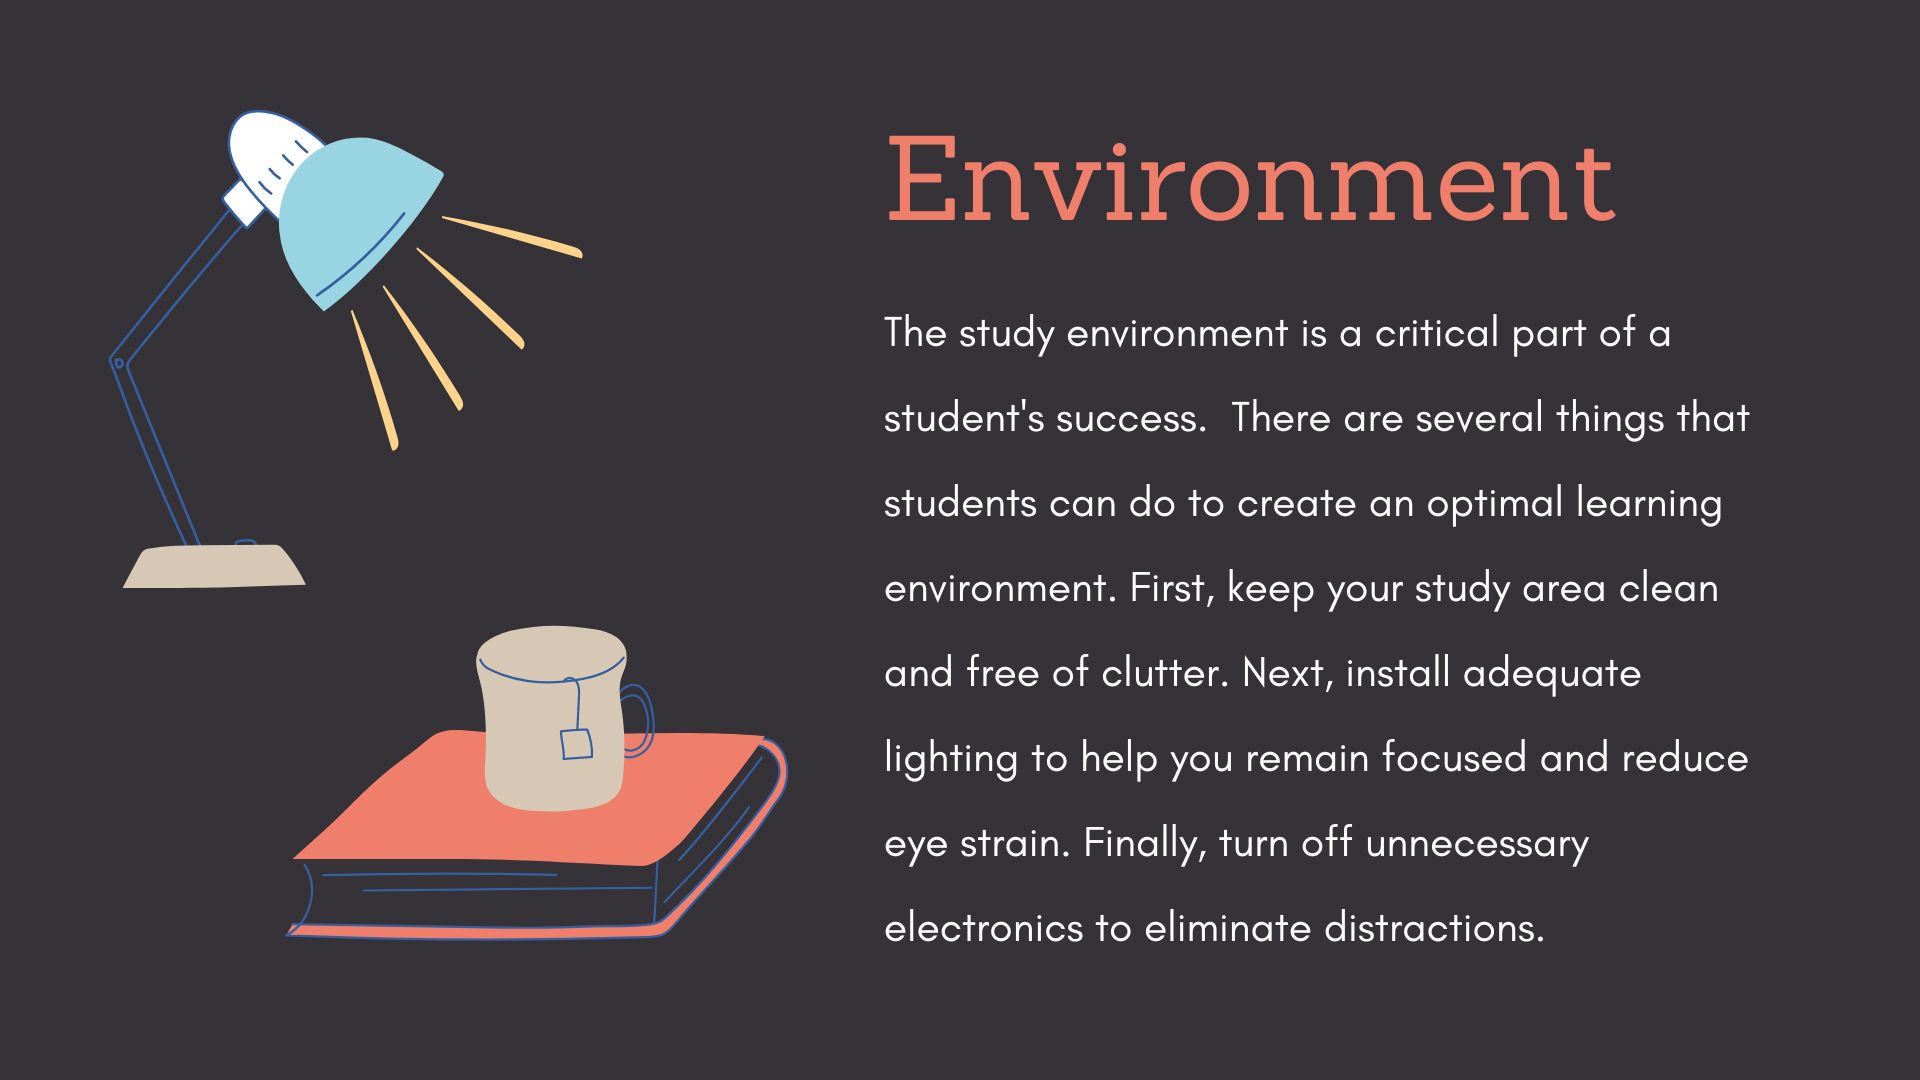 Environment
The study environment is a critical part of a
student's success.  There are several things that
students can do to create an optimal learning
environment. First, keep your study area clean
and free of clutter. Next, install adequate
lighting to help you remain focused and reduce
eye strain. Finally, turn off unnecessary
electronics to eliminate distractions.